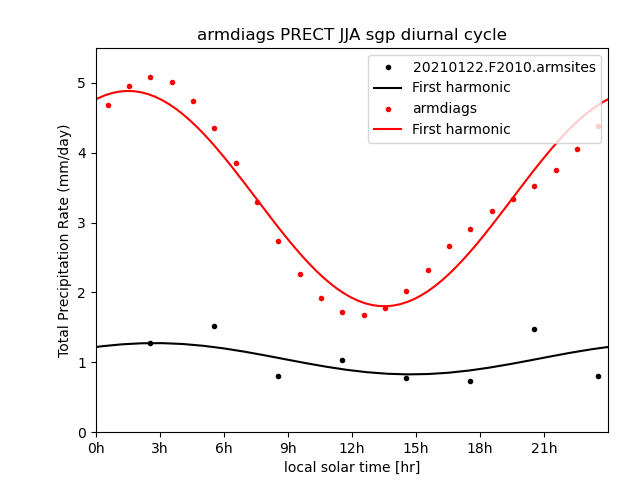 armdiags PRECT JJA sgp diurnal cycle
20210122.F2010.armsites
First harmonic
armdiags
First harmonic
Total Precipitation Rate (mm/day)
5
4
3
2
1
0
0h 3h 6h 9h 12h 15h 18h 21h
local solar time [hr]